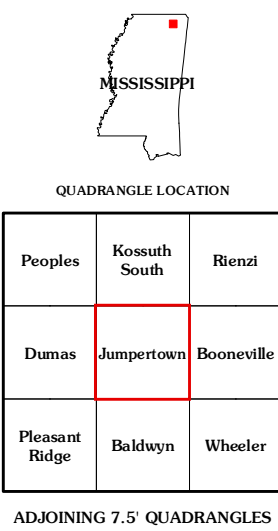 MISSISSIPPI
QUADRANGLE LOCATION
Peoples
Kossuth
South
Rienzi
Dumas
Jumpertown
Booneville
Pleasant
Ridge
Baldwyn
Wheeler
ADJOINING 7.5' QUADRANGLES